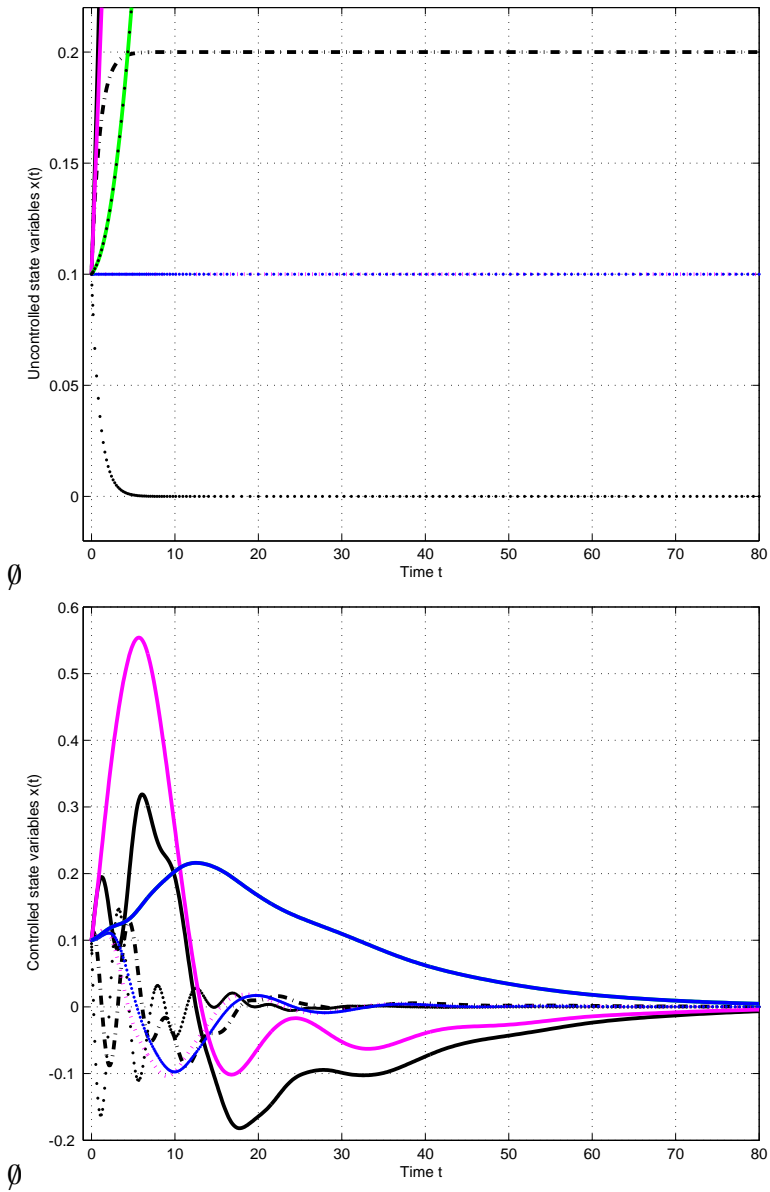 0.2
0.15
0.1
0.05
0
Uncontrolled state variables x(t)
0 10 20 30 40 50 60 70 80
Time t
∅
0.6
0.5
0.4
0.3
0.2
0.1
0
-0.1
-0.2
Controlled state variables x(t)
0 10 20 30 40 50 60 70 80
Time t
∅